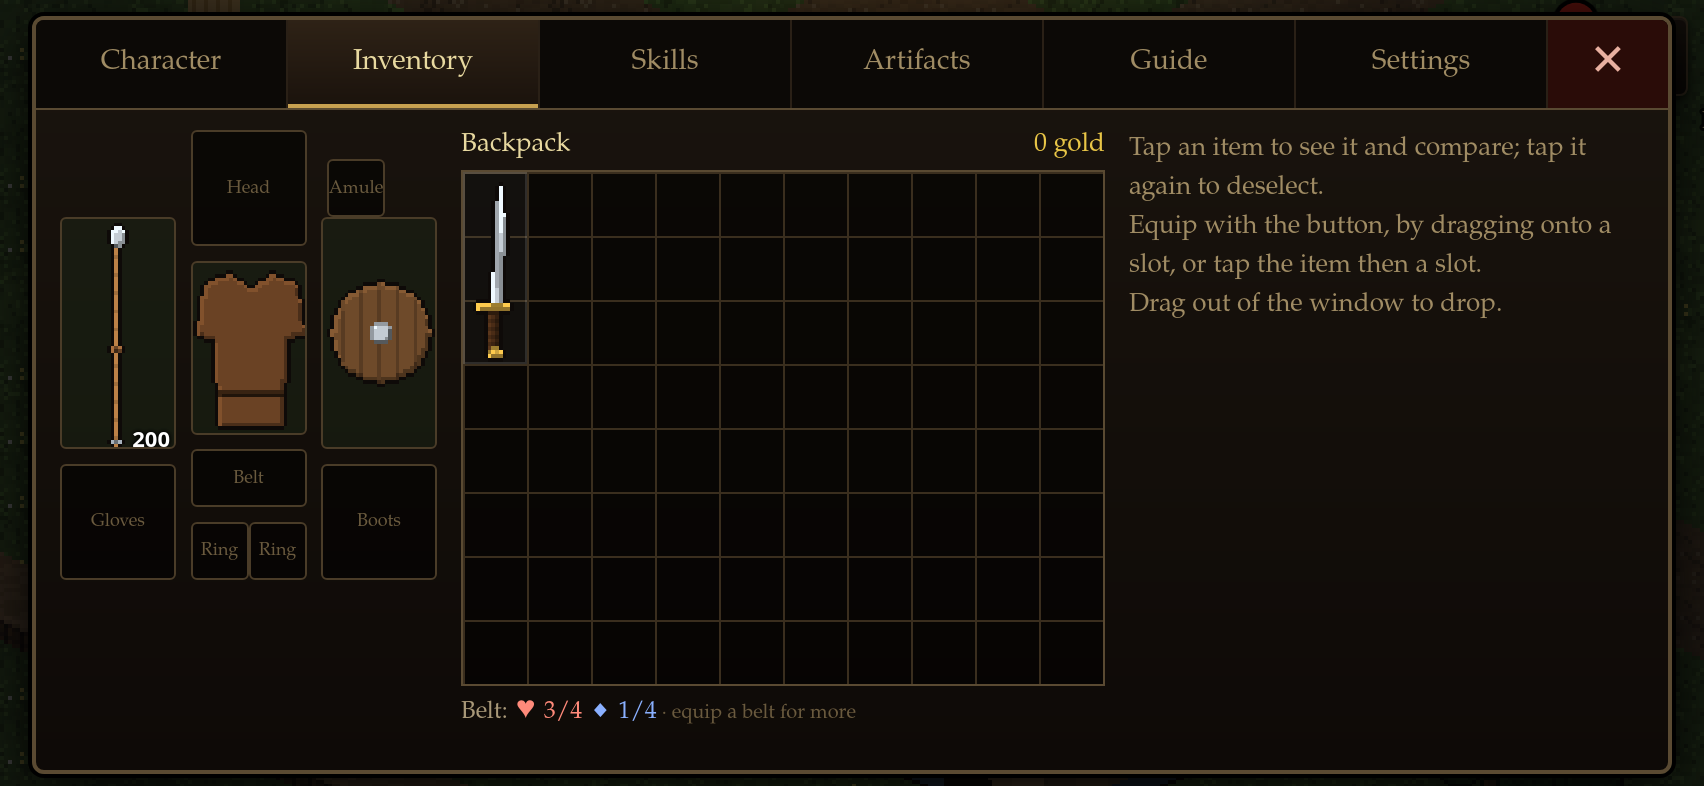 Character
Inventory
Skills
Artifacts
Guide
Settings
✕
Head
Amule
200
Belt
Gloves
Ring
Ring
Boots
Backpack
0 gold
Belt: ♥ 3/4 ♦ 1/4 · equip a belt for more
Tap an item to see it and compare; tap it
again to deselect.
Equip with the button, by dragging onto a
slot, or tap the item then a slot.
Drag out of the window to drop.